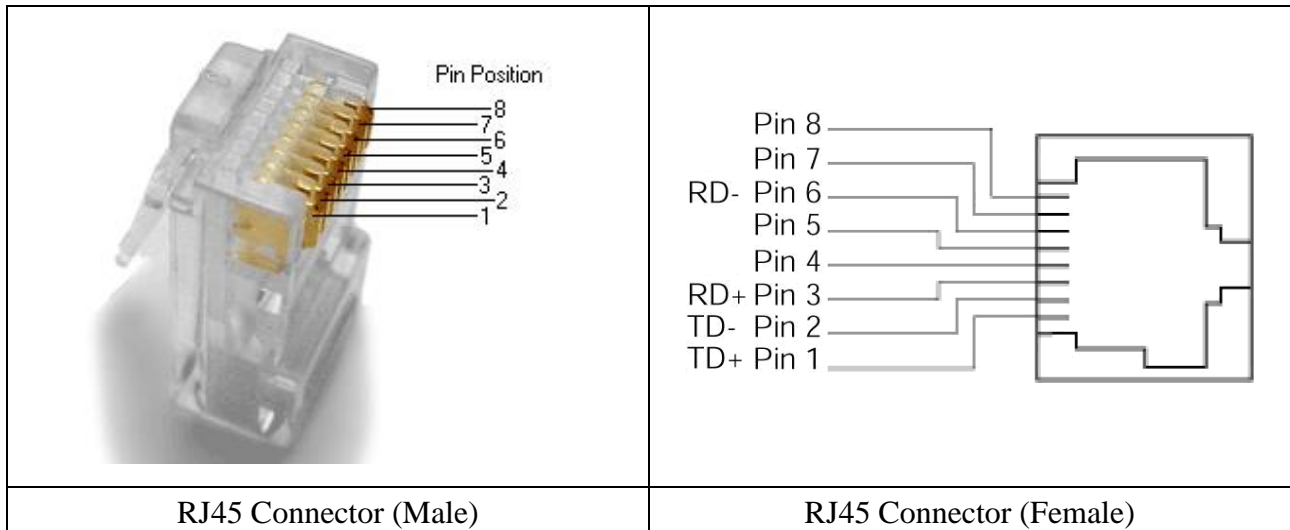 Pin Position
8
7
6
5
4
3
2
1
RJ45 Connector (Male)
Pin 8
Pin 7
RD- Pin 6
Pin 5
Pin 4
RD+ Pin 3
TD- Pin 2
TD+ Pin 1
RJ45 Connector (Female)